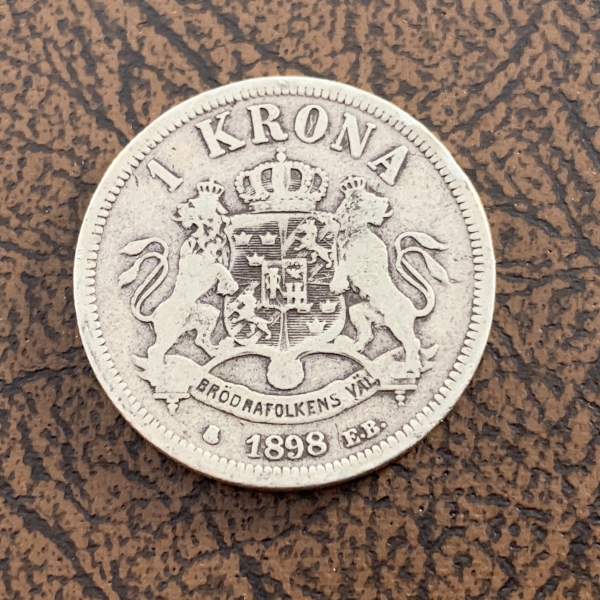 1 KRONA
BRÖDRAFOLKENS VÄL
1898 E.B.